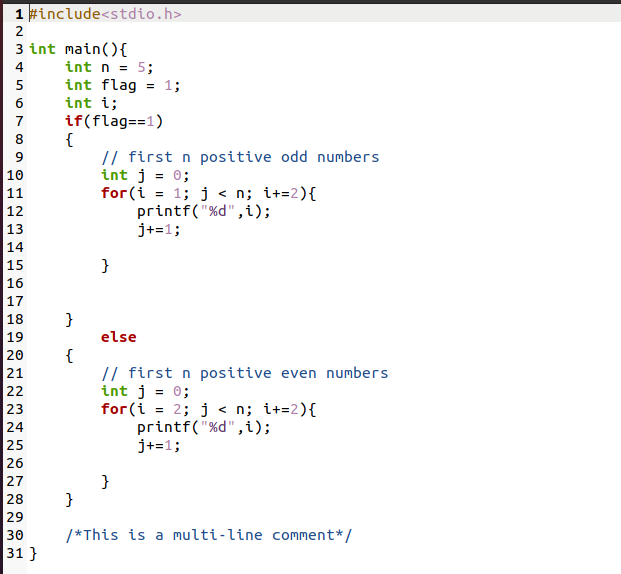 1 #include<stdio.h>
2
3 int main(){
4     int n = 5;
5     int flag = 1;
6     int i;
7     if(flag==1)
8     {
9         // first n positive odd numbers
10         int j = 0;
11         for(i = 1; j < n; i+=2){
12             printf("%d",i);
13             j+=1;
14
15         }
16
17
18     }
19         else
20     {
21         // first n positive even numbers
22         int j = 0;
23         for(i = 2; j < n; i+=2){
24             printf("%d",i);
25             j+=1;
26
27         }
28     }
29
30     /*This is a multi-line comment*/
31 }